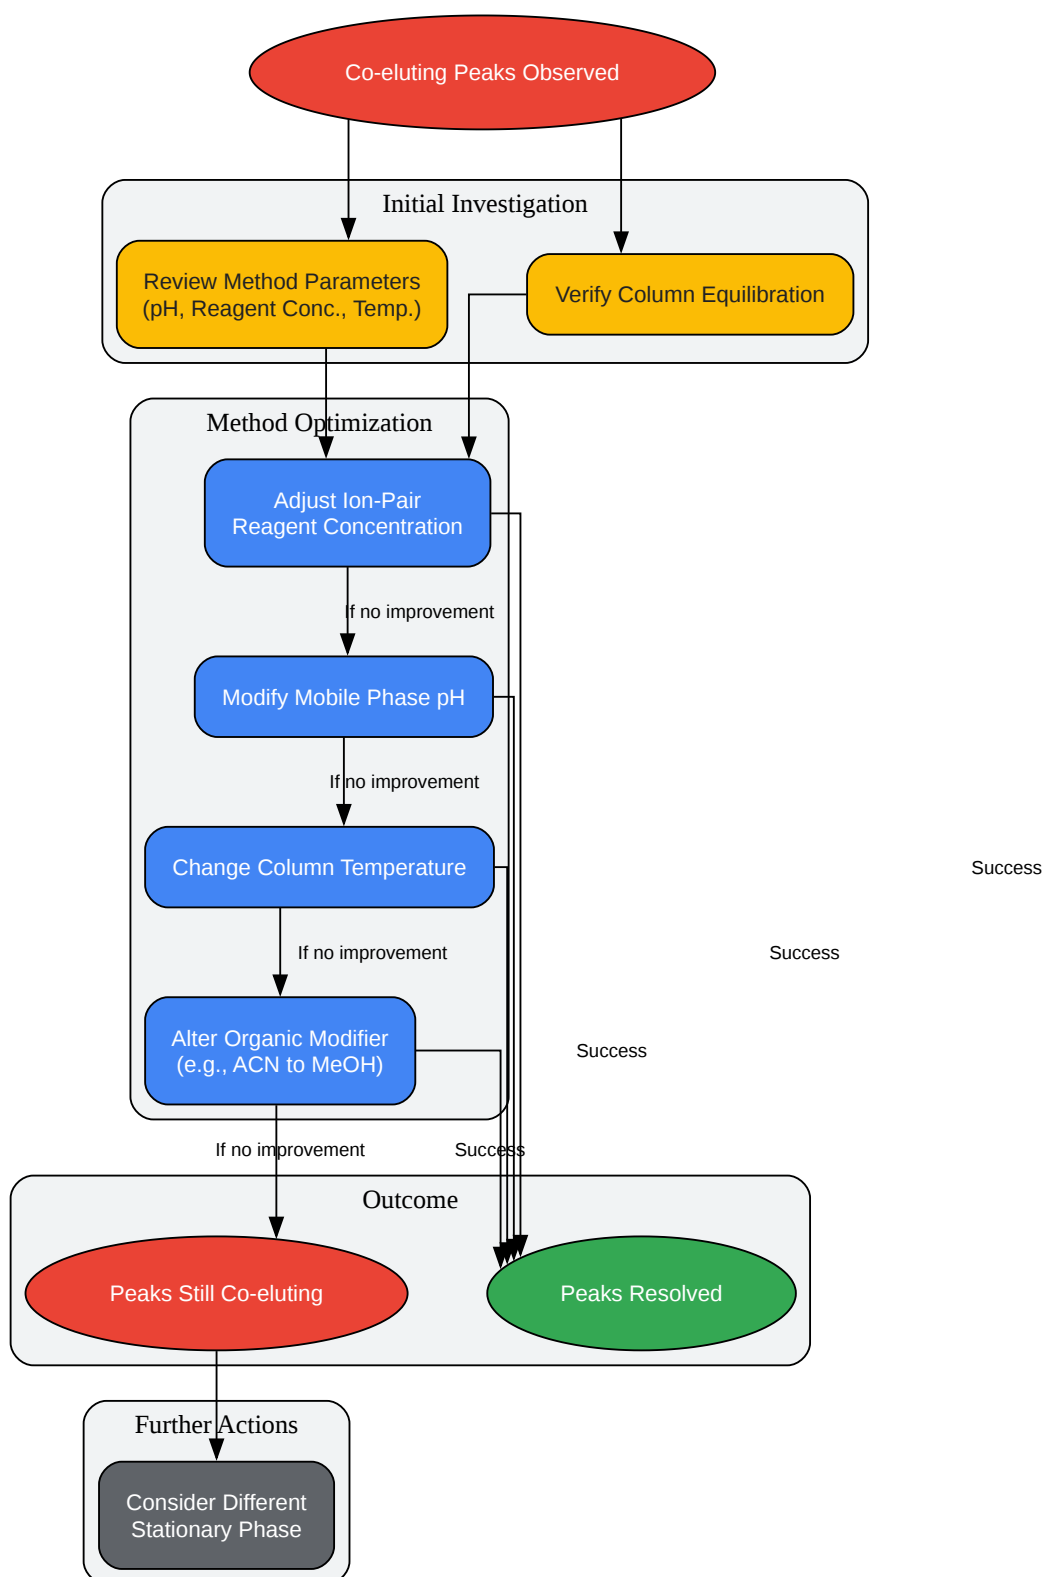 Co-eluting Peaks Observed
Initial Investigation
Review Method Parameters
(pH, Reagent Conc., Temp.)
Verify Column Equilibration
Method Optimization
Adjust Ion-Pair
Reagent Concentration
If no improvement
Modify Mobile Phase pH
If no improvement
Change Column Temperature
Success
If no improvement
Success
Alter Organic Modifier
(e.g., ACN to MeOH)
Success
If no improvement
Success
Outcome
Peaks Still Co-eluting
Peaks Resolved
Further Actions
Consider Different
Stationary Phase